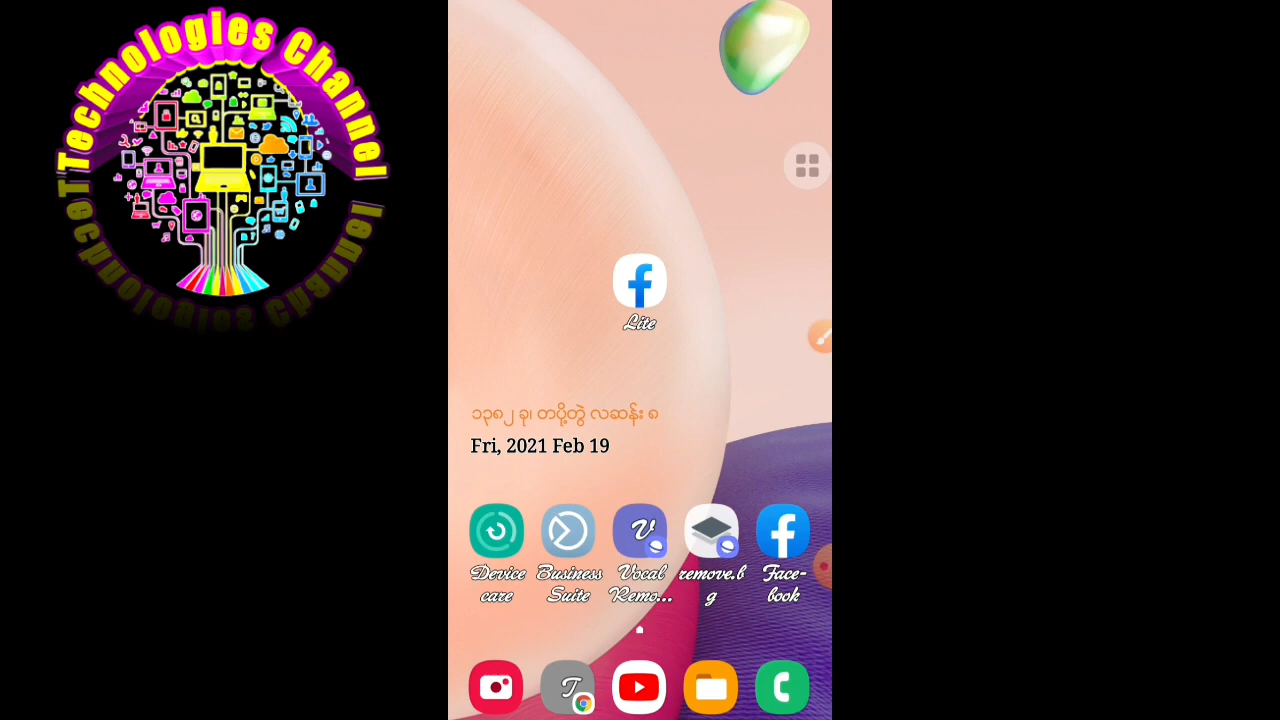 Technologies Channel
Lite
၁၃၈၂ ခု၊ တပို့တွဲ လဆန်း ၈
Fri, 2021 Feb 19
Device care
Business Suite
Vocal Remo...
remove.bg
Face-book